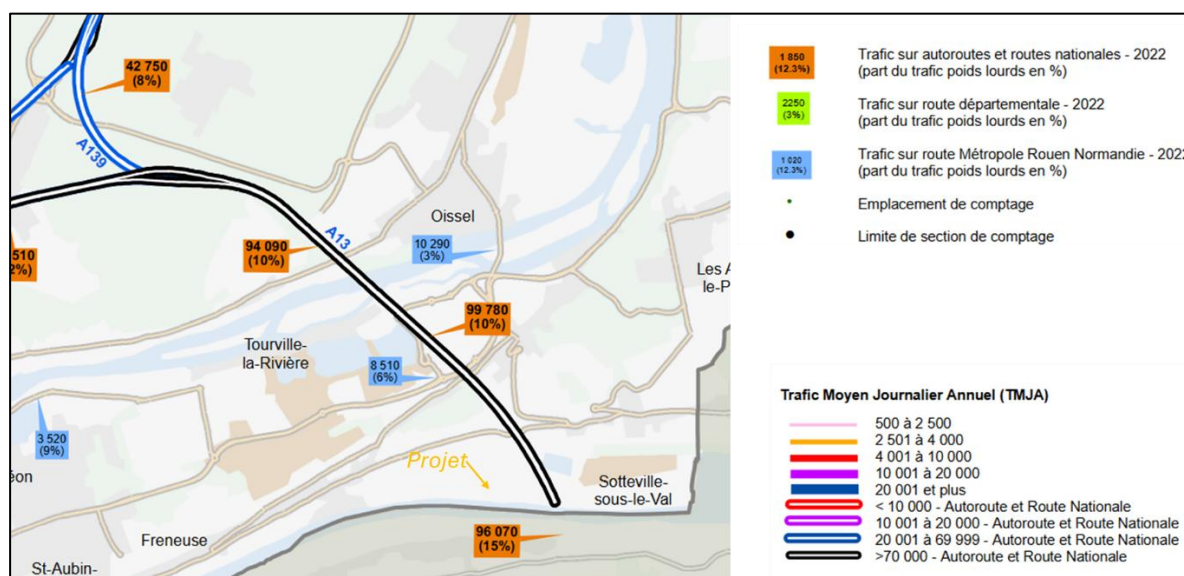 42 750
(8%)
A139
A13
Oissel
94 090
(10%)
10 290
(3%)
510
2%)
Les A
le-P
99 780
(10%)
Tourville-
la-Rivière
8 510
(6%)
3 520
(9%)
éon
Projet
Sotteville-
sous-le-Val
96 070
(15%)
Freneuse
St-Aubin-
1 850
(12.3%)
Trafic sur autoroutes et routes nationales - 2022
(part du trafic poids lourds en %)
2250
(3%)
Trafic sur route départementale - 2022
(part du trafic poids lourds en %)
1 020
(12.3%)
Trafic sur route Métropole Rouen Normandie - 2022
(part du trafic poids lourds en %)
Emplacement de comptage
Limite de section de comptage
Trafic Moyen Journalier Annuel (TMJA)
500 à 2 500
2 501 à 4 000
4 001 à 10 000
10 001 à 20 000
20 001 et plus
< 10 000 - Autoroute et Route Nationale
10 001 à 20 000 - Autoroute et Route Nationale
20 001 à 69 999 - Autoroute et Route Nationale
>70 000 - Autoroute et Route Nationale